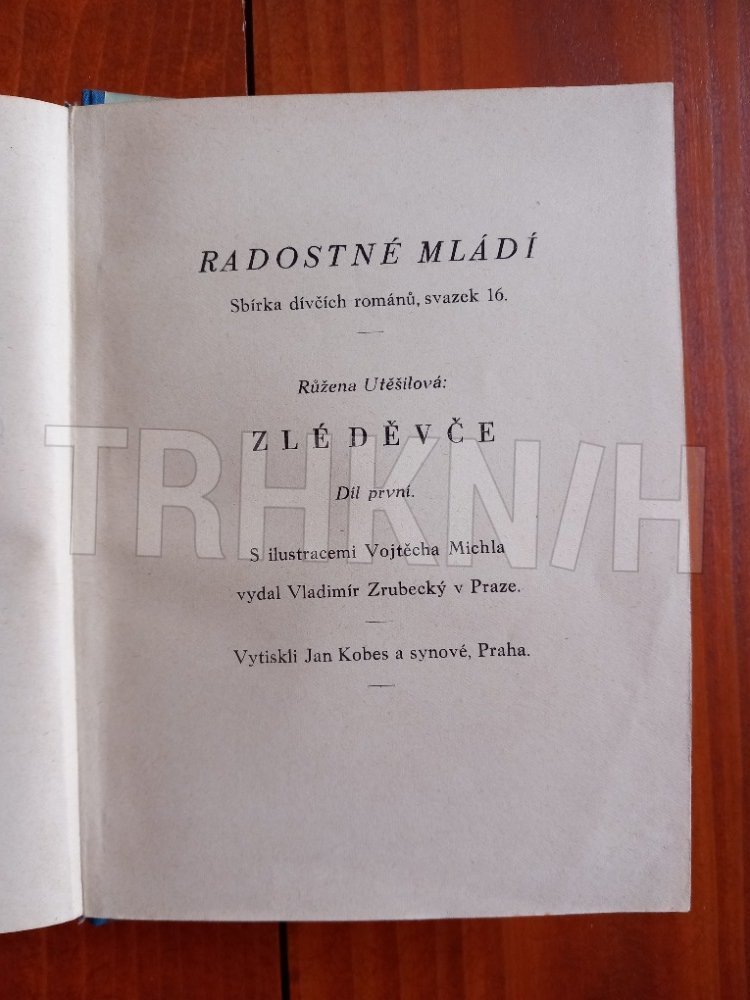 RADOSTNÉ MLÁDÍ
Sbírka dívčích románů, svazek 16.
Růžena Utěšilová:
ZLÉ DĚVČE
Díl první.
TRHKNIH
S ilustracemi Vojtěcha Michla
vydal Vladimír Zrubecký v Praze.
Vytiskli Jan Kobes a synové, Praha.